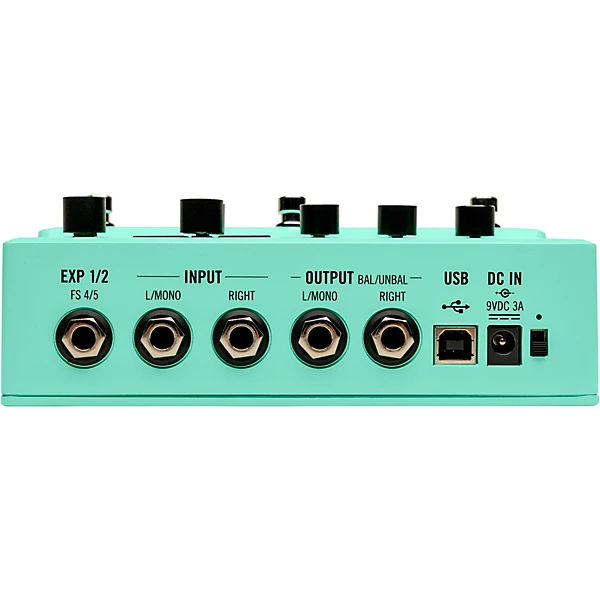 EXP 1/2
FS 4/5
INPUT
L/MONO RIGHT
OUTPUT BAL/UNBAL
L/MONO RIGHT
USB
DC IN
9VDC 3A